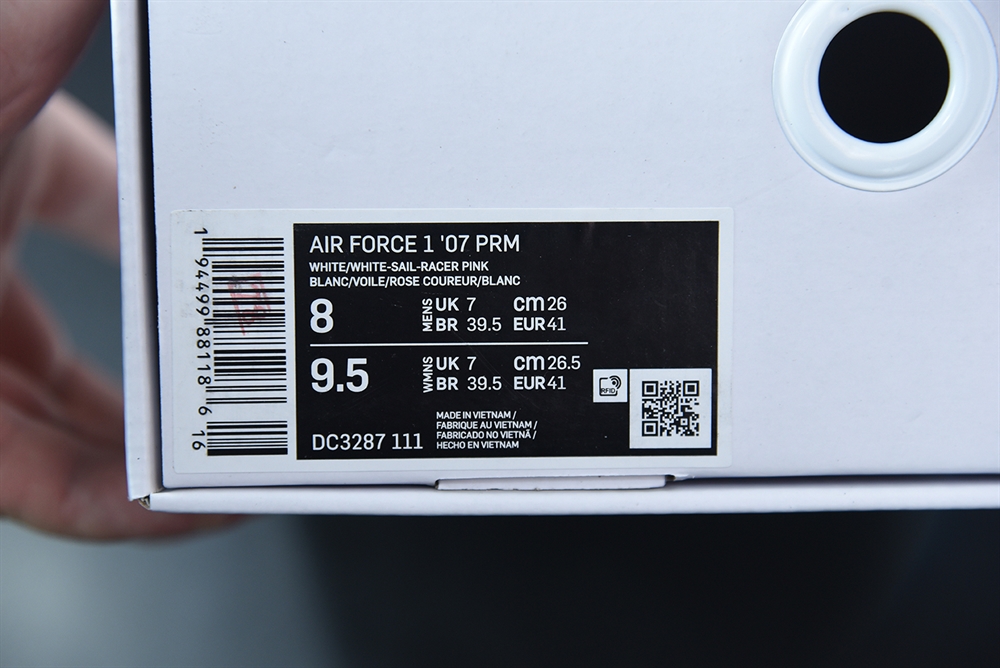 AIR FORCE 1 '07 PRM
WHITE/WHITE-SAIL-RACER PINK
BLANC/VOILE/ROSE COUREUR/BLANC
8 MENS UK 7 cm 26
BR 39.5 EUR 41
9.5 WMNS UK 7 cm 26.5
BR 39.5 EUR 41
RFID
DC3287 111
MADE IN VIETNAM /
FABRIQUE AU VIETNAM /
FABRICADO NO VIETNÃ /
HECHO EN VIETNAM
1 94499 88118 6 16